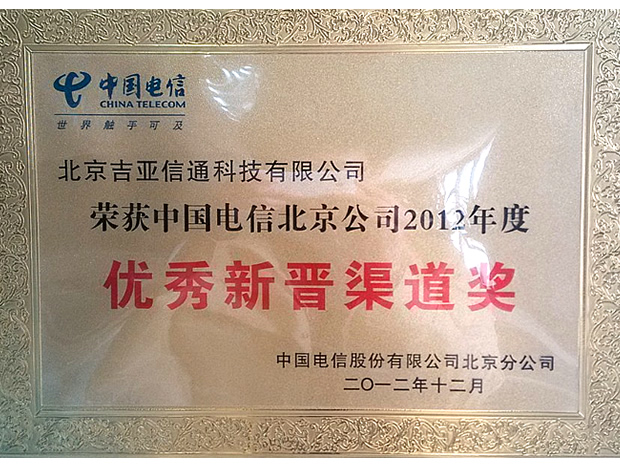 中国电信
CHINA TELECOM
世界触手可及
北京吉亚信通科技有限公司
荣获中国电信北京公司2012年度
优秀新晋渠道奖
中国电信股份有限公司北京分公司
二〇一二年十二月